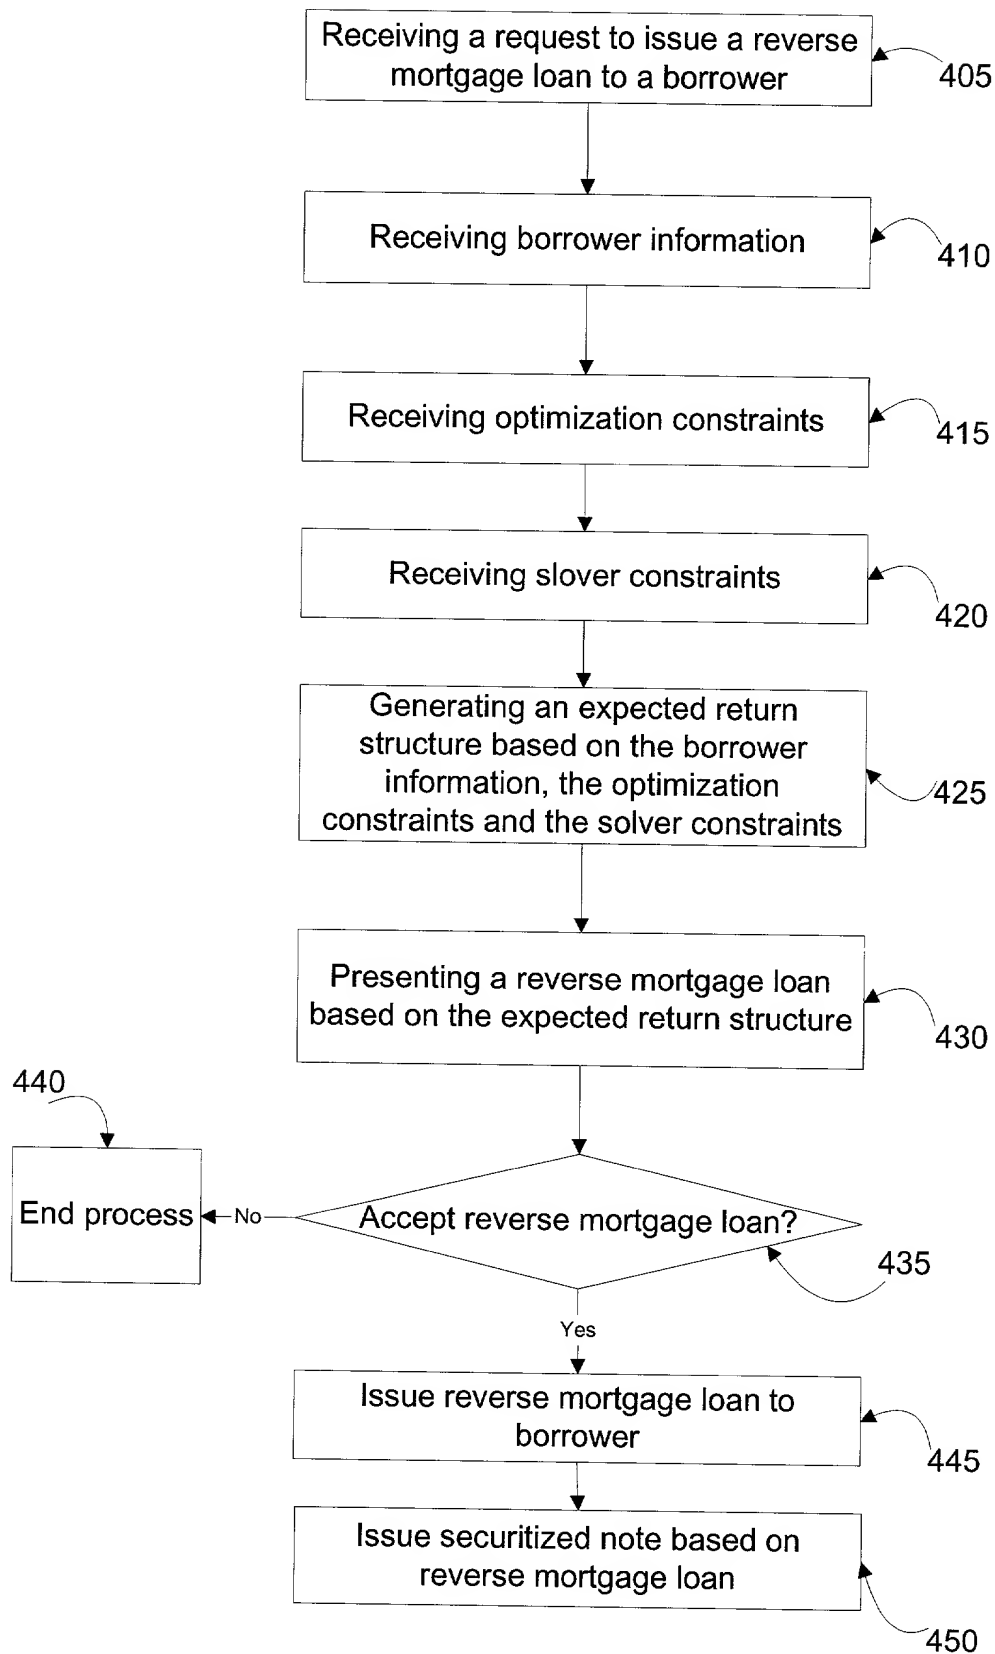 Receiving a request to issue a reverse
mortgage loan to a borrower
405
Receiving borrower information
410
Receiving optimization constraints
415
Receiving slover constraints
420
Generating an expected return
structure based on the borrower
information, the optimization
constraints and the solver constraints
425
Presenting a reverse mortgage loan
based on the expected return structure
430
440
End process
No
Accept reverse mortgage loan?
435
Yes
Issue reverse mortgage loan to
borrower
445
Issue securitized note based on
reverse mortgage loan
450